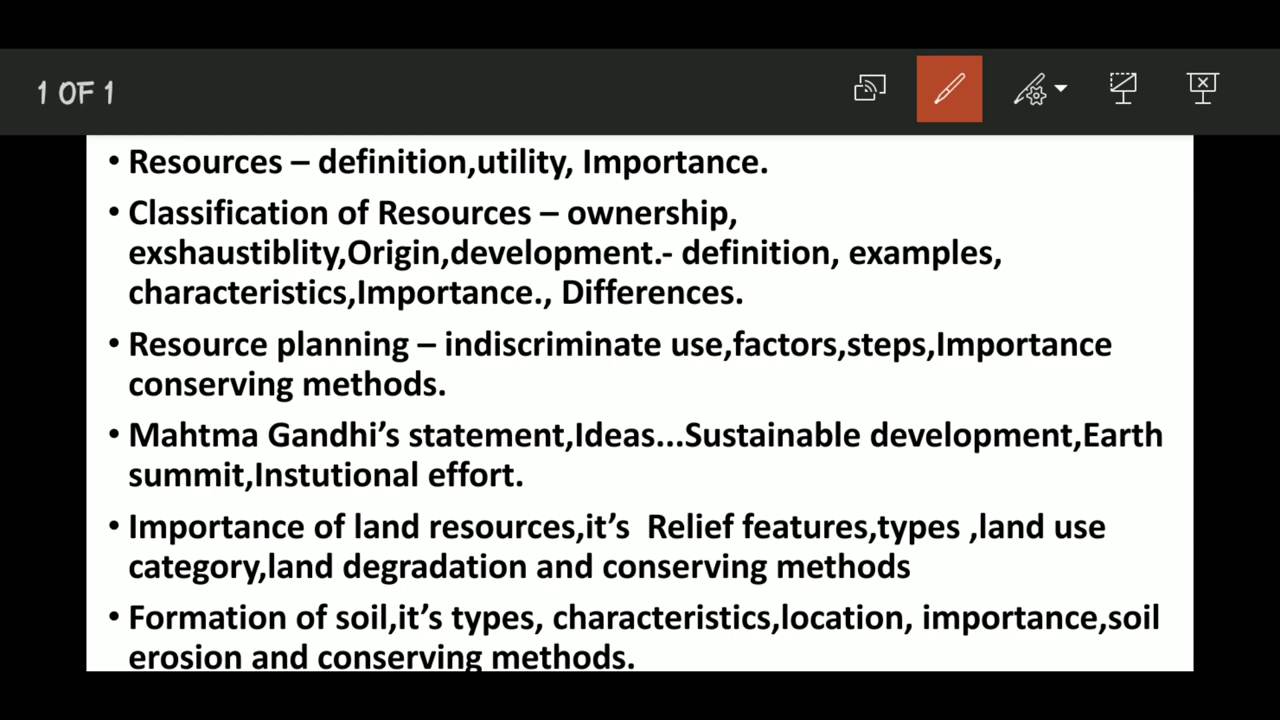 1 OF 1
• Resources – definition,utility, Importance.
• Classification of Resources – ownership,
exshaustiblity,Origin,development.- definition, examples,
characteristics,Importance., Differences.
• Resource planning – indiscriminate use,factors,steps,Importance
conserving methods.
• Mahtma Gandhi’s statement,Ideas...Sustainable development,Earth
summit,Instutional effort.
• Importance of land resources,it’s  Relief features,types ,land use
category,land degradation and conserving methods
• Formation of soil,it’s types, characteristics,location, importance,soil
erosion and conserving methods.